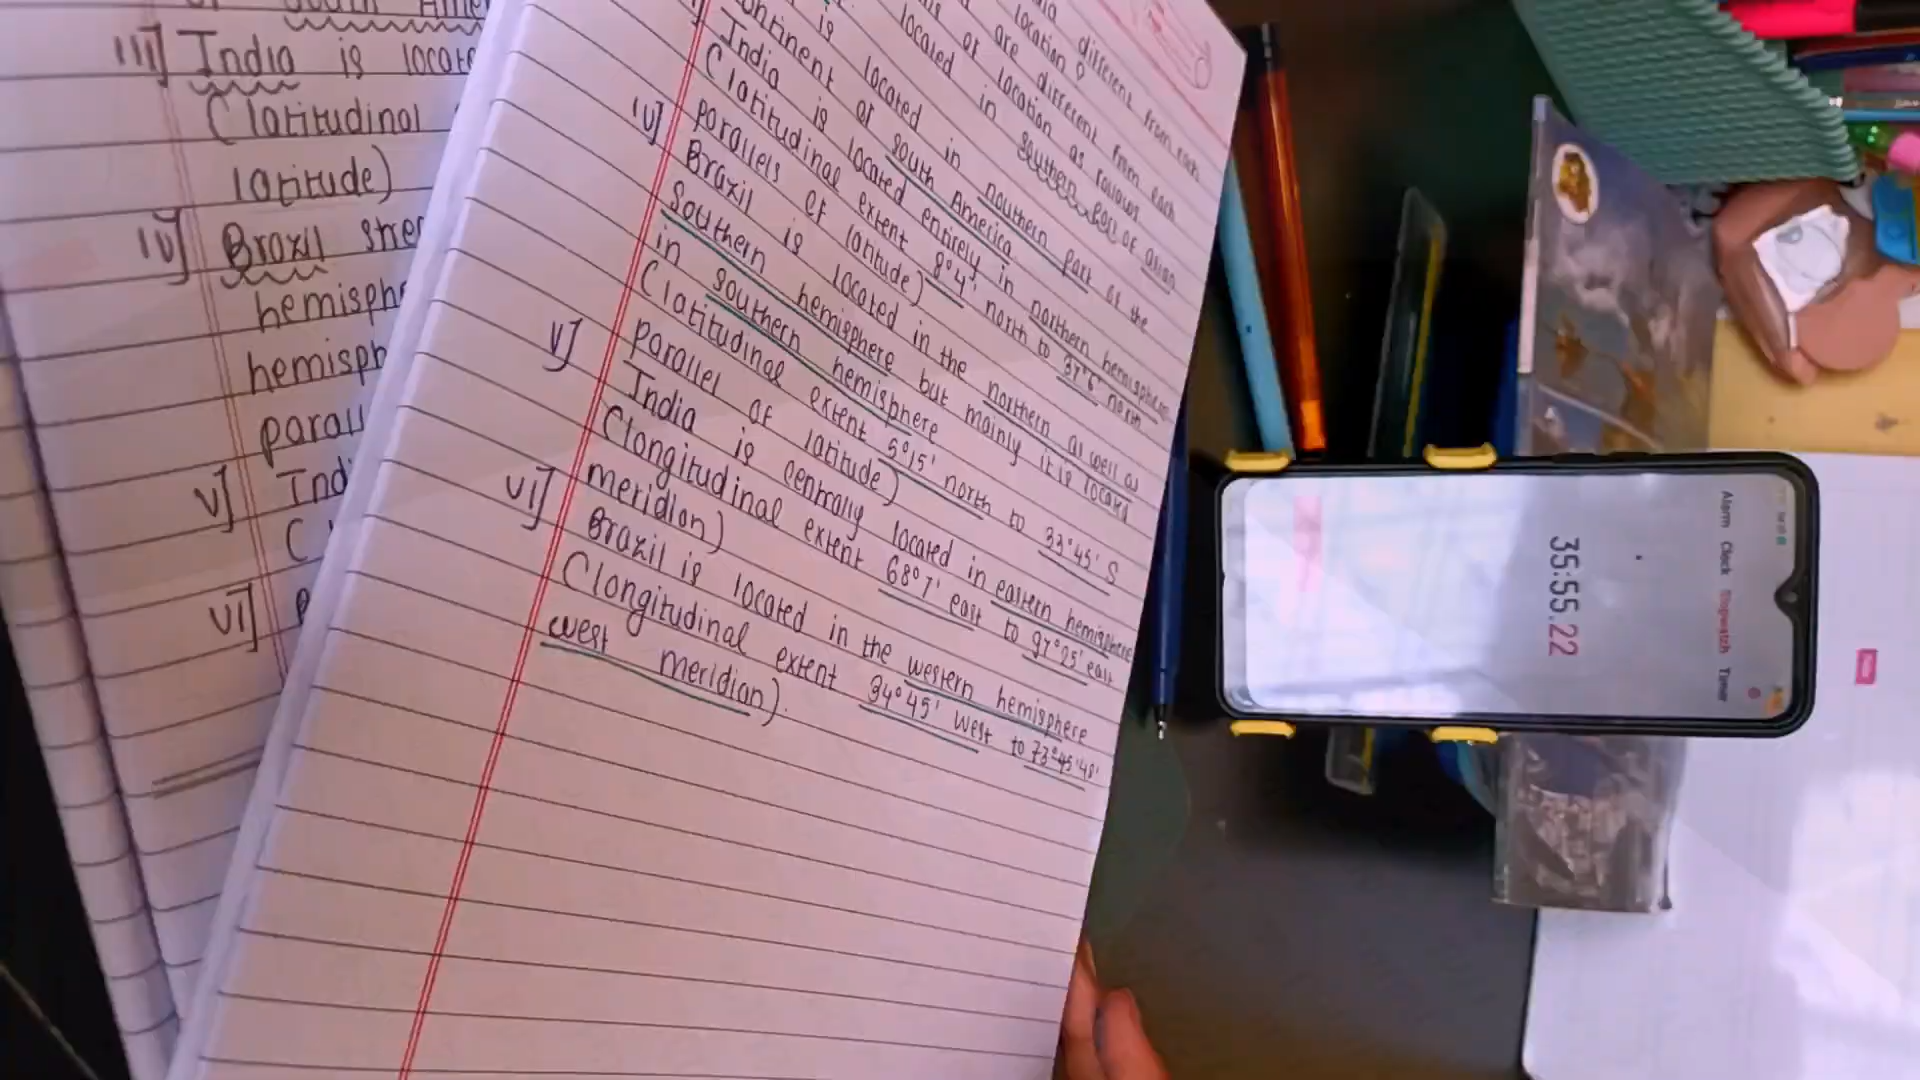 South Ame
III] India is locate
(latitudinal
latitude)
IV] Brazil stre
hemisphe
hemisph
parall
V] Indi
VI]
different from each
location ?
are different from each
of location as follows
located in southern part of asian
is located in southern part of the
continent of south America.
India is located entirely in northern hemisphere
(latitudinal extent 8°4' north to 37°6' north
parallels of latitude)
IV] Brazil is located in the northern as well as
Southern hemisphere but mainly it is located
in southern hemisphere
(latitudinal extent 5°15' north to 33°45' S
parallel of latitude)
V] India is centrally located in eastern hemisphere
(longitudinal extent 68°7' east to 97°25' east
meridian)
VI] Brazil is located in the western hemisphere
(longitudinal extent 34°45' west to 73°45'48'
west meridian).
Alarm Clock Stopwatch Timer
35:55.22